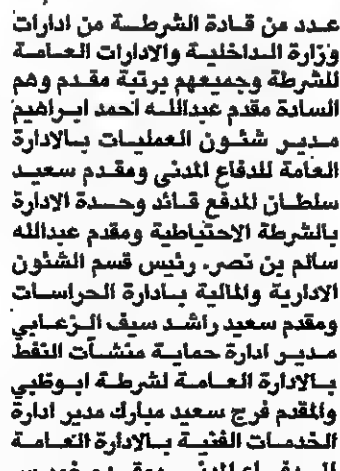 عدد من قادة الشرطة من ادارات
وزارة الداخلية والادارات العامة
للشرطة وجميعهم برتبة مقدم وهم
السادة مقدم عبدالله احمد ابراهيم
مدير شئون العمليات بالادارة
العامة للدفاع المدنى ومقدم سعيد
سلطان المدفع قائد وحدة الادارة
بالشرطة الاحتياطية ومقدم عبدالله
سالم بن نصر. رئيس قسم الشئون
الادارية والمالية بادارة الحراسات
ومقدم سعيد راشد سيف الزعابي
مدير ادارة حماية منشآت النفط
بالادارة العامة لشرطة ابوظبي
والمقدم فرج سعيد مبارك مدير ادارة
الخدمات الفنية بالادارة العامة